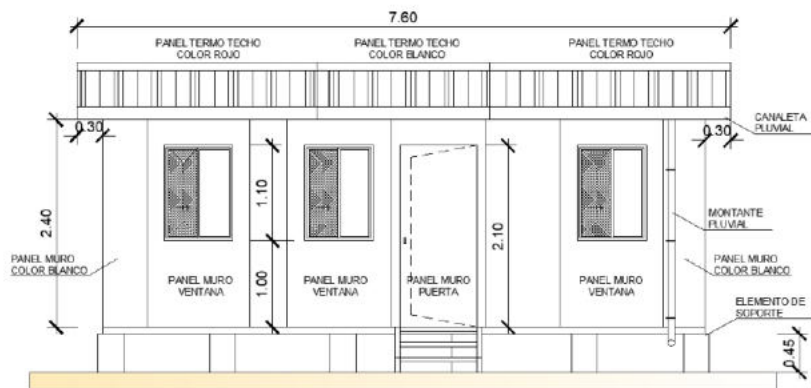 7.60
PANEL TERMO TECHO
COLOR ROJO
PANEL TERMO TECHO
COLOR BLANCO
PANEL TERMO TECHO
COLOR ROJO
0.30
0.30
CANALETA
PLUVIAL
2.40
1.10
2.10
1.00
MONTANTE
PLUVIAL
PANEL MURO
COLOR BLANCO
PANEL MURO
VENTANA
PANEL MURO
VENTANA
PANEL MURO
PUERTA
PANEL MURO
VENTANA
PANEL MURO
COLOR BLANCO
ELEMENTO DE
SOPORTE
0.45